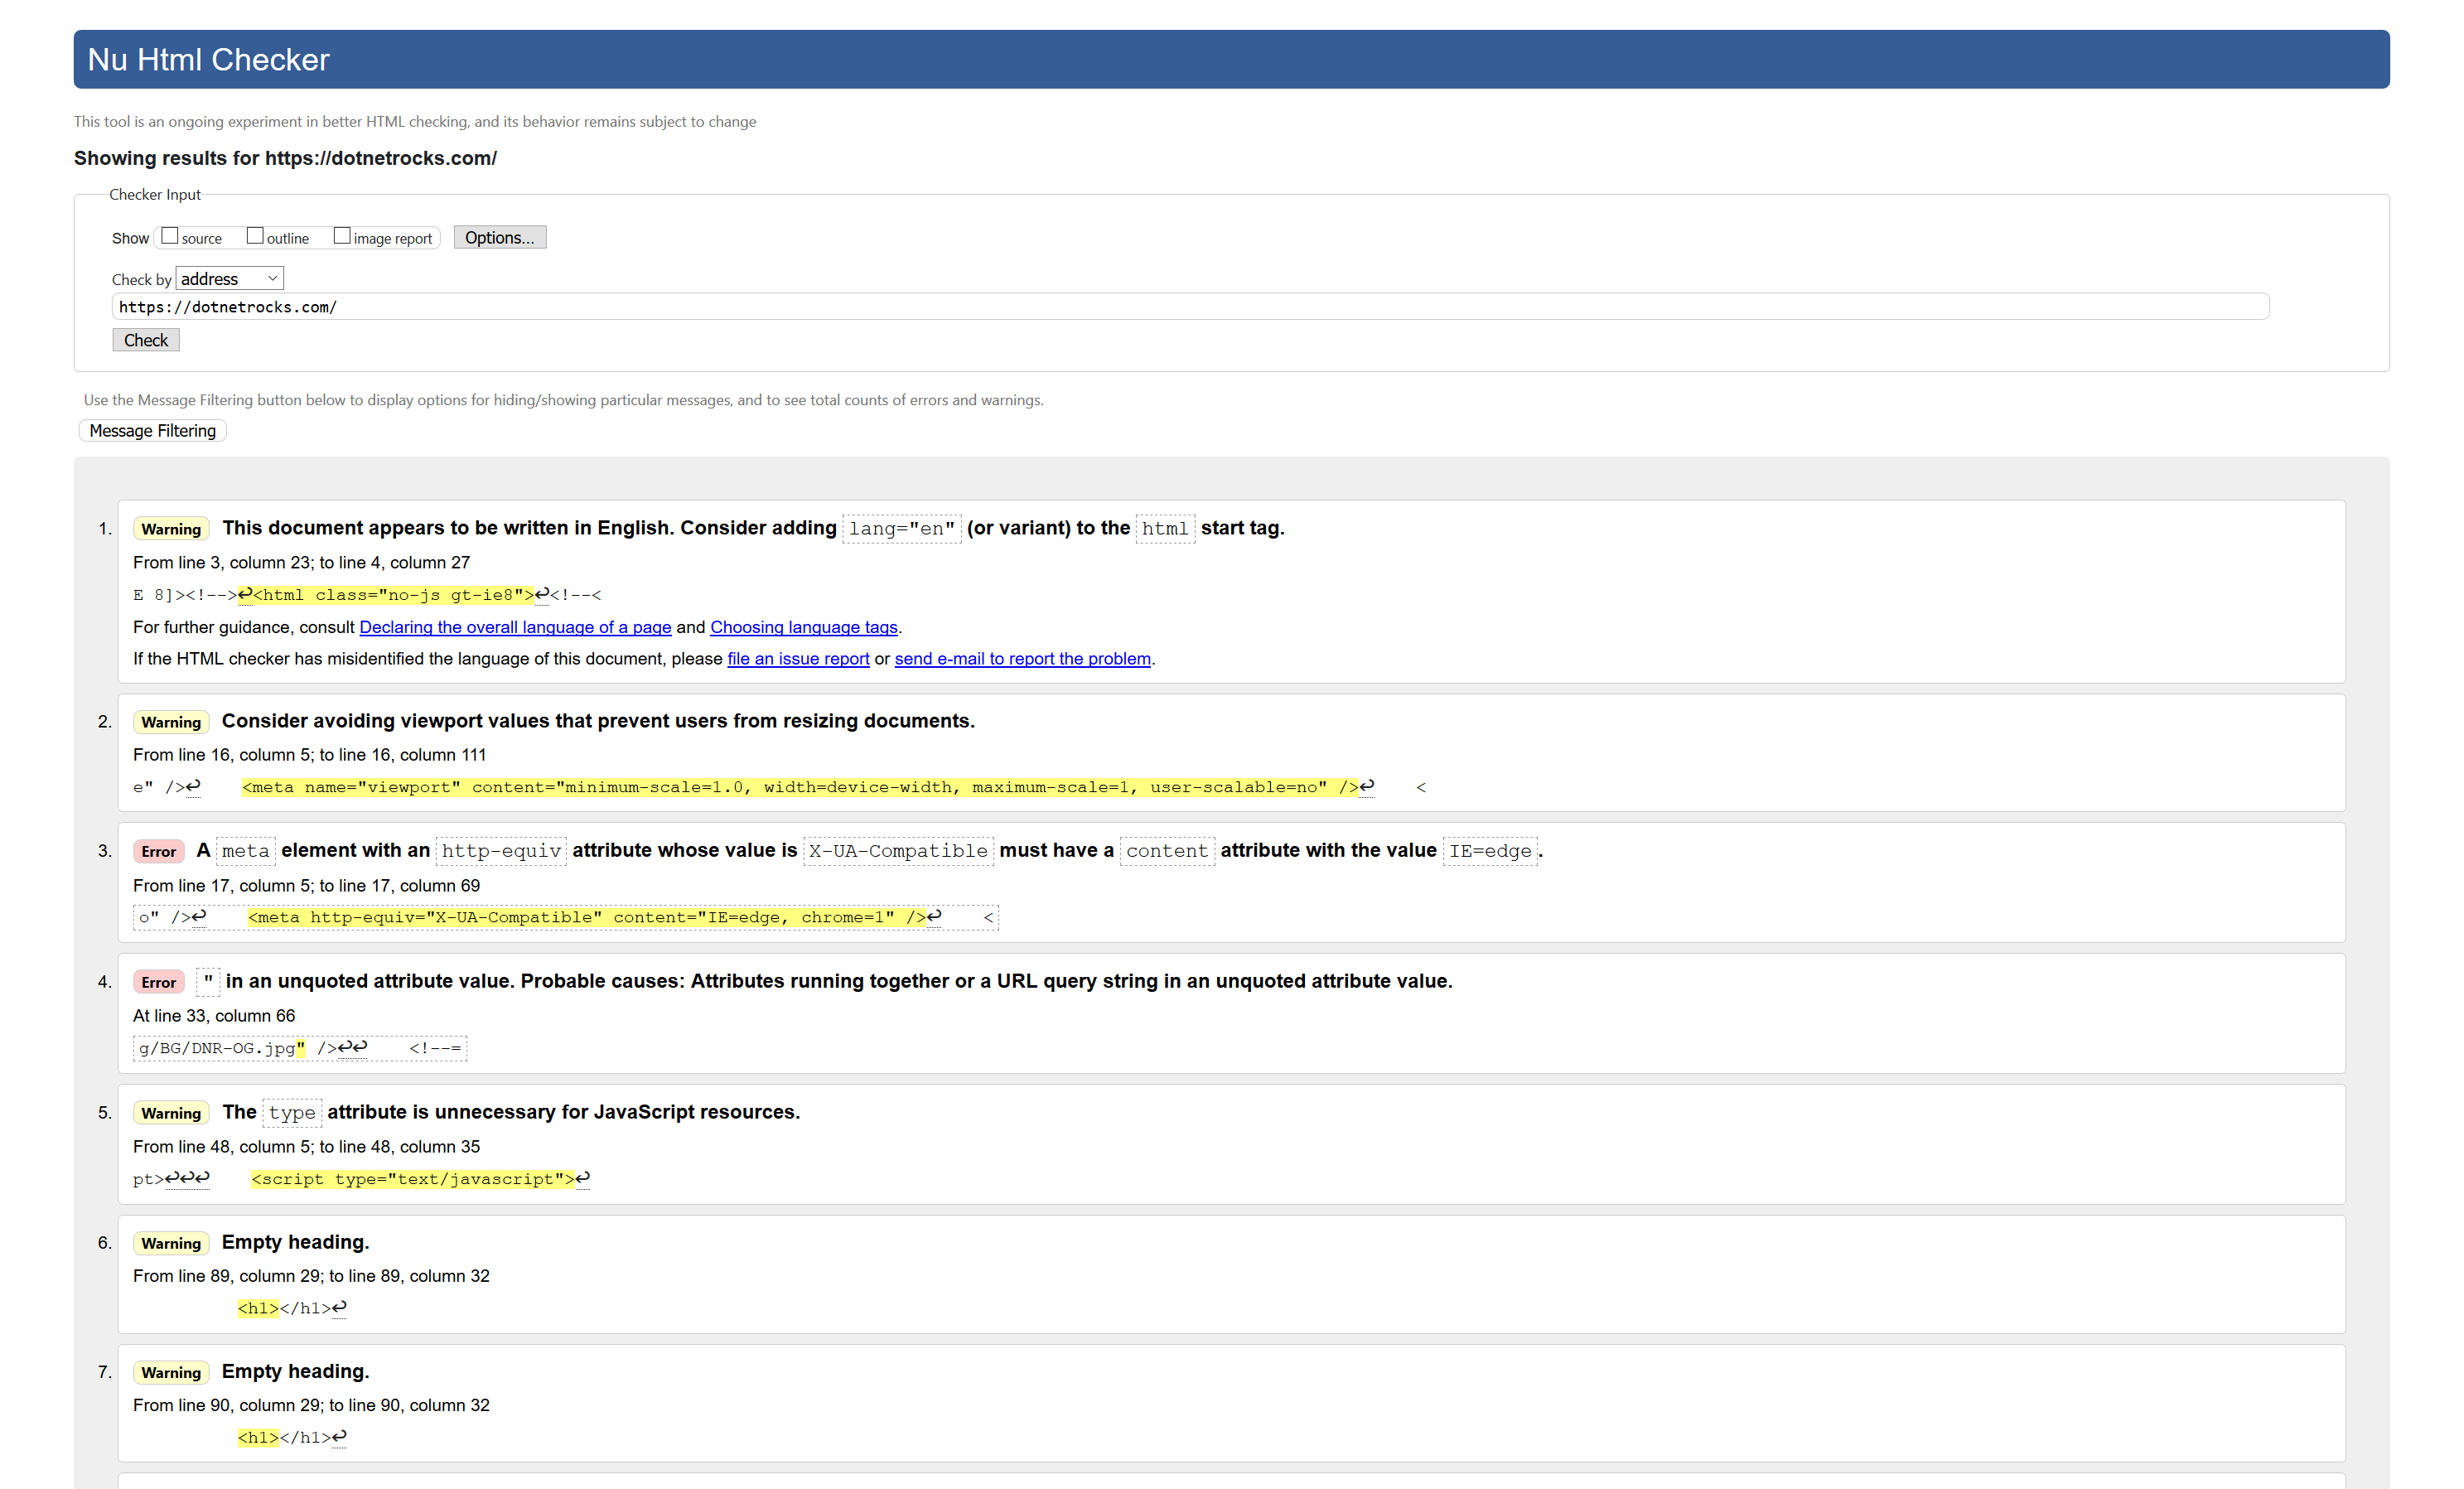 Nu Html Checker
This tool is an ongoing experiment in better HTML checking, and its behavior remains subject to change
Showing results for https://dotnetrocks.com/
Checker Input
Show source outline image report Options...
Check by address
https://dotnetrocks.com/
Check
Use the Message Filtering button below to display options for hiding/showing particular messages, and to see total counts of errors and warnings.
Message Filtering
1. Warning This document appears to be written in English. Consider adding lang="en" (or variant) to the html start tag.
From line 3, column 23; to line 4, column 27
E 8]><!-->↩<html class="no-js gt-ie8">↩<!--<
For further guidance, consult Declaring the overall language of a page and Choosing language tags.
If the HTML checker has misidentified the language of this document, please file an issue report or send e-mail to report the problem.
2. Warning Consider avoiding viewport values that prevent users from resizing documents.
From line 16, column 5; to line 16, column 111
e" />↩    <meta name="viewport" content="minimum-scale=1.0, width=device-width, maximum-scale=1, user-scalable=no" />↩    <
3. Error A meta element with an http-equiv attribute whose value is X-UA-Compatible must have a content attribute with the value IE=edge.
From line 17, column 5; to line 17, column 69
o" />↩    <meta http-equiv="X-UA-Compatible" content="IE=edge, chrome=1" />↩    <
4. Error " in an unquoted attribute value. Probable causes: Attributes running together or a URL query string in an unquoted attribute value.
At line 33, column 66
g/BG/DNR-OG.jpg" />↩↩    <!--=
5. Warning The type attribute is unnecessary for JavaScript resources.
From line 48, column 5; to line 48, column 35
pt>↩↩↩    <script type="text/javascript">↩
6. Warning Empty heading.
From line 89, column 29; to line 89, column 32
<h1></h1>↩
7. Warning Empty heading.
From line 90, column 29; to line 90, column 32
<h1></h1>↩